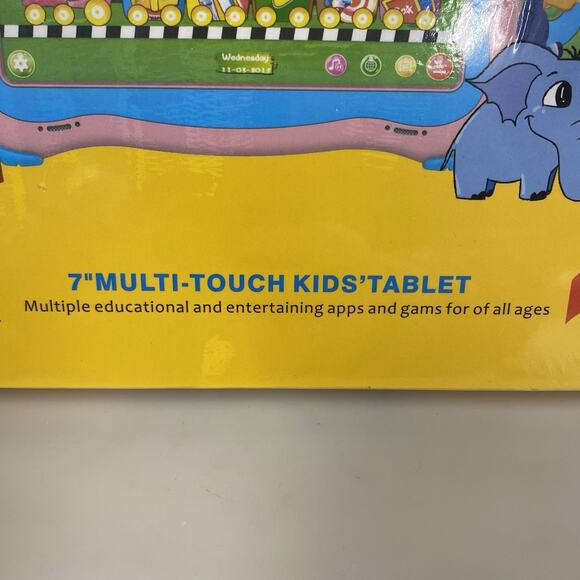 Wednesday
7"MULTI-TOUCH KIDS'TABLET
Multiple educational and entertaining apps and gams for of all ages